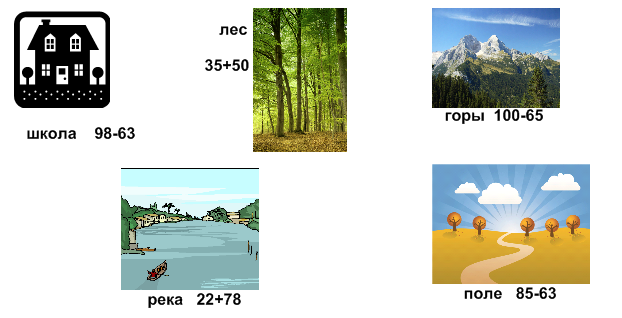 лес
35+50
школа 98-63
горы 100-65
река 22+78
поле 85-63